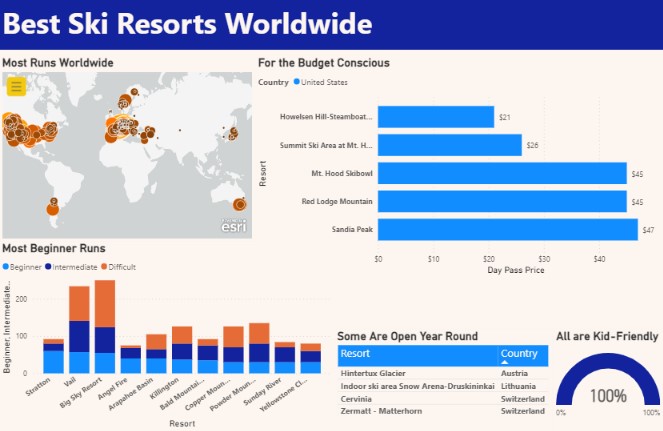 Best Ski Resorts Worldwide
Most Runs Worldwide
esri
For the Budget Conscious
Country United States
Resort
Howelsen Hill-Steamboat... $21
Summit Ski Area at Mt. H... $26
Mt. Hood Skibowl $45
Red Lodge Mountain $45
Sandia Peak $47
$0 $10 $20 $30 $40
Day Pass Price
Most Beginner Runs
Beginner Intermediate Difficult
Beginner, Intermediate...
200
100
0
Stratton Vail Big Sky Resort Angel Fire Arapahoe Basin Killington Bald Mountai... Copper Moun... Powder Moun... Sunday River Yellowstone Cl...
Resort
Some Are Open Year Round
Resort Country
Hintertux Glacier Austria
Indoor ski area Snow Arena-Druskininkai Lithuania
Cervinia Switzerland
Zermatt - Matterhorn Switzerland
All are Kid-Friendly
100%
0% 100%